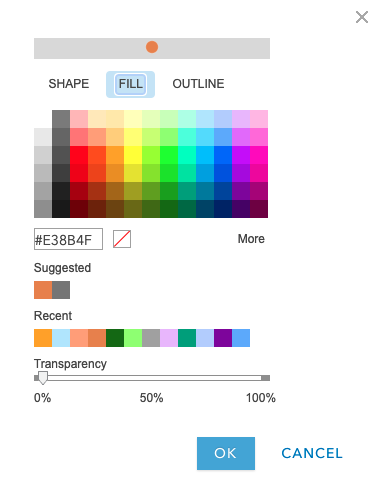 SHAPE FILL OUTLINE
#E38B4F More
Suggested
Recent
Transparency
0% 50% 100%
OK CANCEL